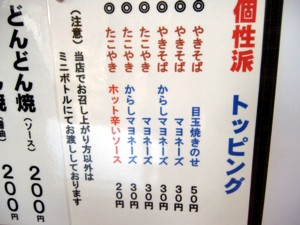 個性派 トッピング
◎ やきそば 目玉焼きのせ 50円
◎ やきそば マヨネーズ 30円
◎ やきそば からしマヨネーズ 30円
◎ たこやき マヨネーズ 30円
◎ たこやき からしマヨネーズ 30円
◎ たこやき ホット辛いソース 20円
(注意) 当店でお召し上がり方以外は
ミニボトルにてお渡ししております
どんどん焼 (ソース) 200円
200円